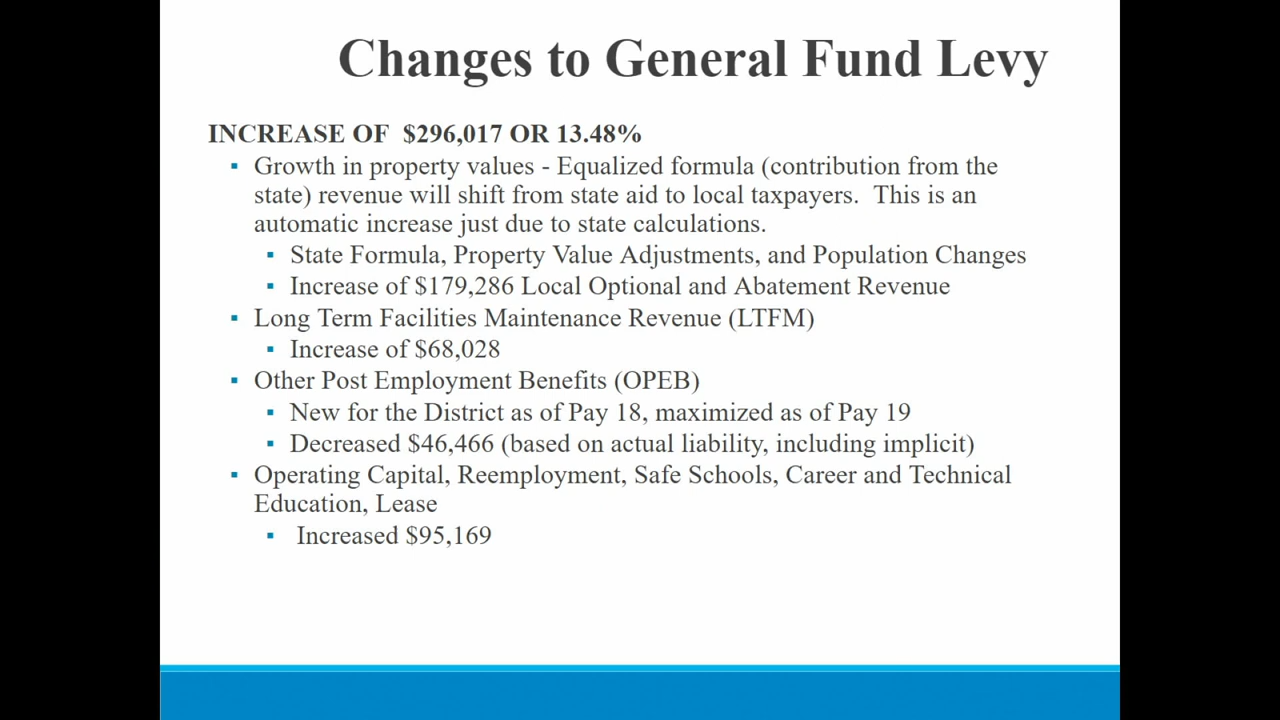 Changes to General Fund Levy
INCREASE OF  $296,017 OR 13.48%
▪ Growth in property values - Equalized formula (contribution from the
state) revenue will shift from state aid to local taxpayers.  This is an
automatic increase just due to state calculations.
▪ State Formula, Property Value Adjustments, and Population Changes
▪ Increase of $179,286 Local Optional and Abatement Revenue
▪ Long Term Facilities Maintenance Revenue (LTFM)
▪ Increase of $68,028
▪ Other Post Employment Benefits (OPEB)
▪ New for the District as of Pay 18, maximized as of Pay 19
▪ Decreased $46,466 (based on actual liability, including implicit)
▪ Operating Capital, Reemployment, Safe Schools, Career and Technical
Education, Lease
▪ Increased $95,169